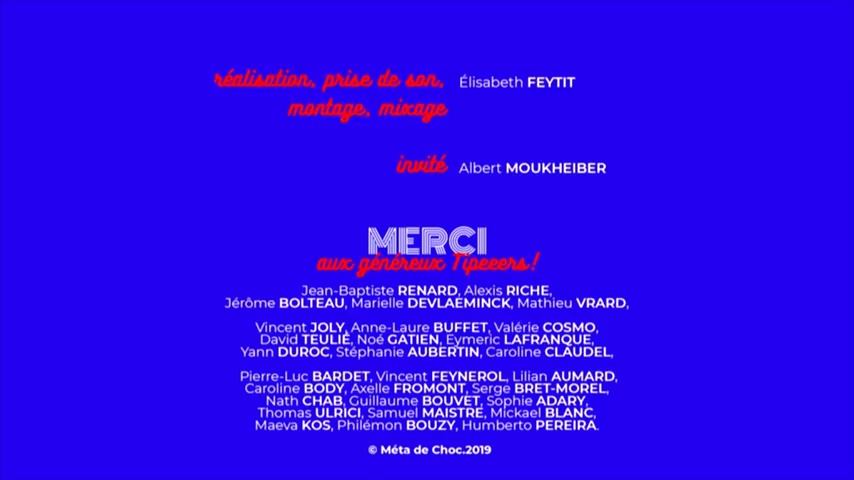 réalisation, prise de son, Élisabeth FEYTIT
montage, mixage
invité Albert MOUKHEIBER
MERCI
aux généreux Tipeeers !
Jean-Baptiste RENARD, Alexis RICHE,
Jérôme BOLTEAU, Marielle DEVLAEMINCK, Mathieu VRARD,
Vincent JOLY, Anne-Laure BUFFET, Valérie COSMO,
David TEULIÉ, Noé GATIEN, Eymeric LAFRANQUE,
Yann DUROC, Stéphanie AUBERTIN, Caroline CLAUDEL,
Pierre-Luc BARDET, Vincent FEYNEROL, Lilian AUMARD,
Caroline BODY, Axelle FROMONT, Serge BRET-MOREL,
Nath CHAB, Guillaume BOUVET, Sophie ADARY,
Thomas ULRICI, Samuel MAISTRE, Mickael BLANC,
Maeva KOS, Philémon BOUZY, Humberto PEREIRA.
© Méta de Choc.2019